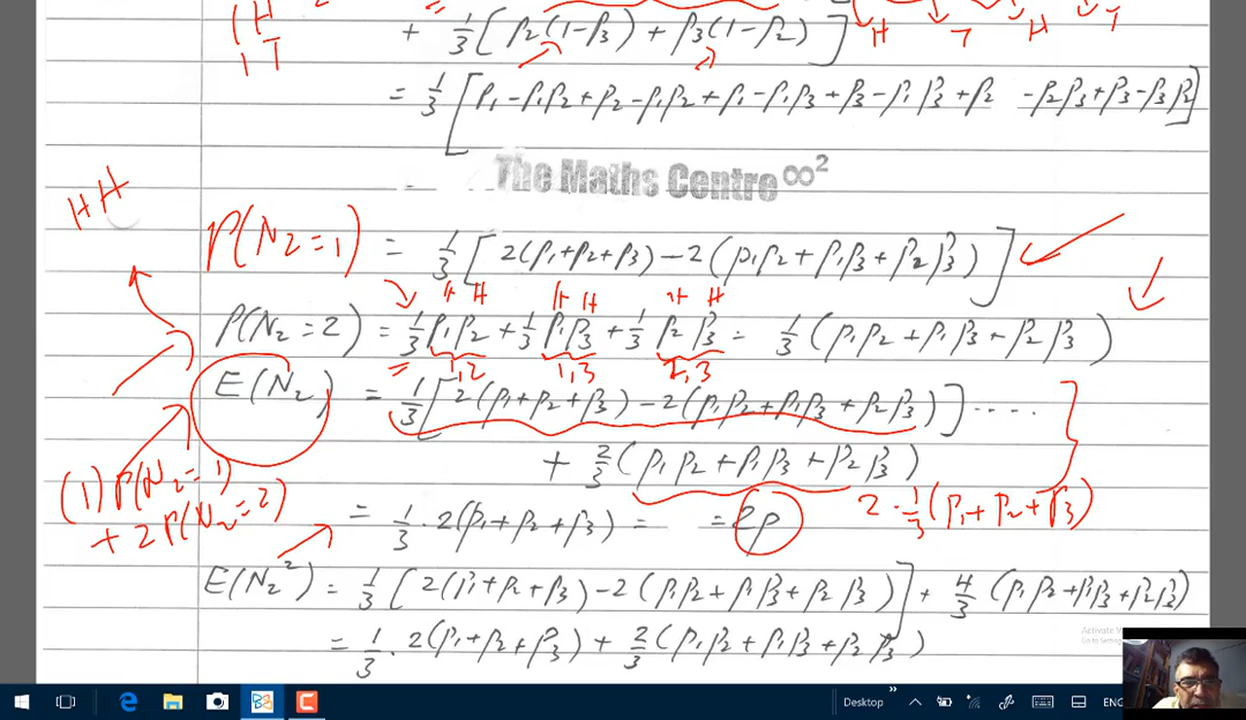 1 H
1 T
+ 1/3 [ p₂(1-p₃) + p₃(1-p₂) ] H T H T
= 1/3 [ p₁ - p₁p₂ + p₂ - p₁p₂ + p₁ - p₁p₃ + p₃ - p₁p₃ + p₂ - p₂p₃ + p₃ - p₃p₂ ]
The Maths Centre ∞²
HH
P(N₂=1) = 1/3 [ 2(p₁+p₂+p₃) - 2(p₁p₂ + p₁p₃ + p₂p₃) ]
H H H H H H
P(N₂=2) = 1/3 p₁p₂ + 1/3 p₁p₃ + 1/3 p₂p₃ = 1/3 (p₁p₂ + p₁p₃ + p₂p₃)
1,2 1,3 2,3
E(N₂) = 1/3 [ 2(p₁+p₂+p₃) - 2(p₁p₂+p₁p₃+p₂p₃) ] ....
+ 2/3 (p₁p₂ + p₁p₃ + p₂p₃)
(1) P(N₂=1)
+ 2 P(N₂=2)
= 1/3 · 2(p₁+p₂+p₃) = = 2p 2 · 1/3 (p₁+p₂+p₃)
E(N₂²) = 1/3 [ 2(p₁+p₂+p₃) - 2(p₁p₂ + p₁p₃ + p₂p₃) ] + 4/3 (p₁p₂+p₁p₃+p₂p₃)
= 1/3 · 2(p₁+p₂+p₃) + 2/3 (p₁p₂ + p₁p₃ + p₂p₃)
Desktop
ENG